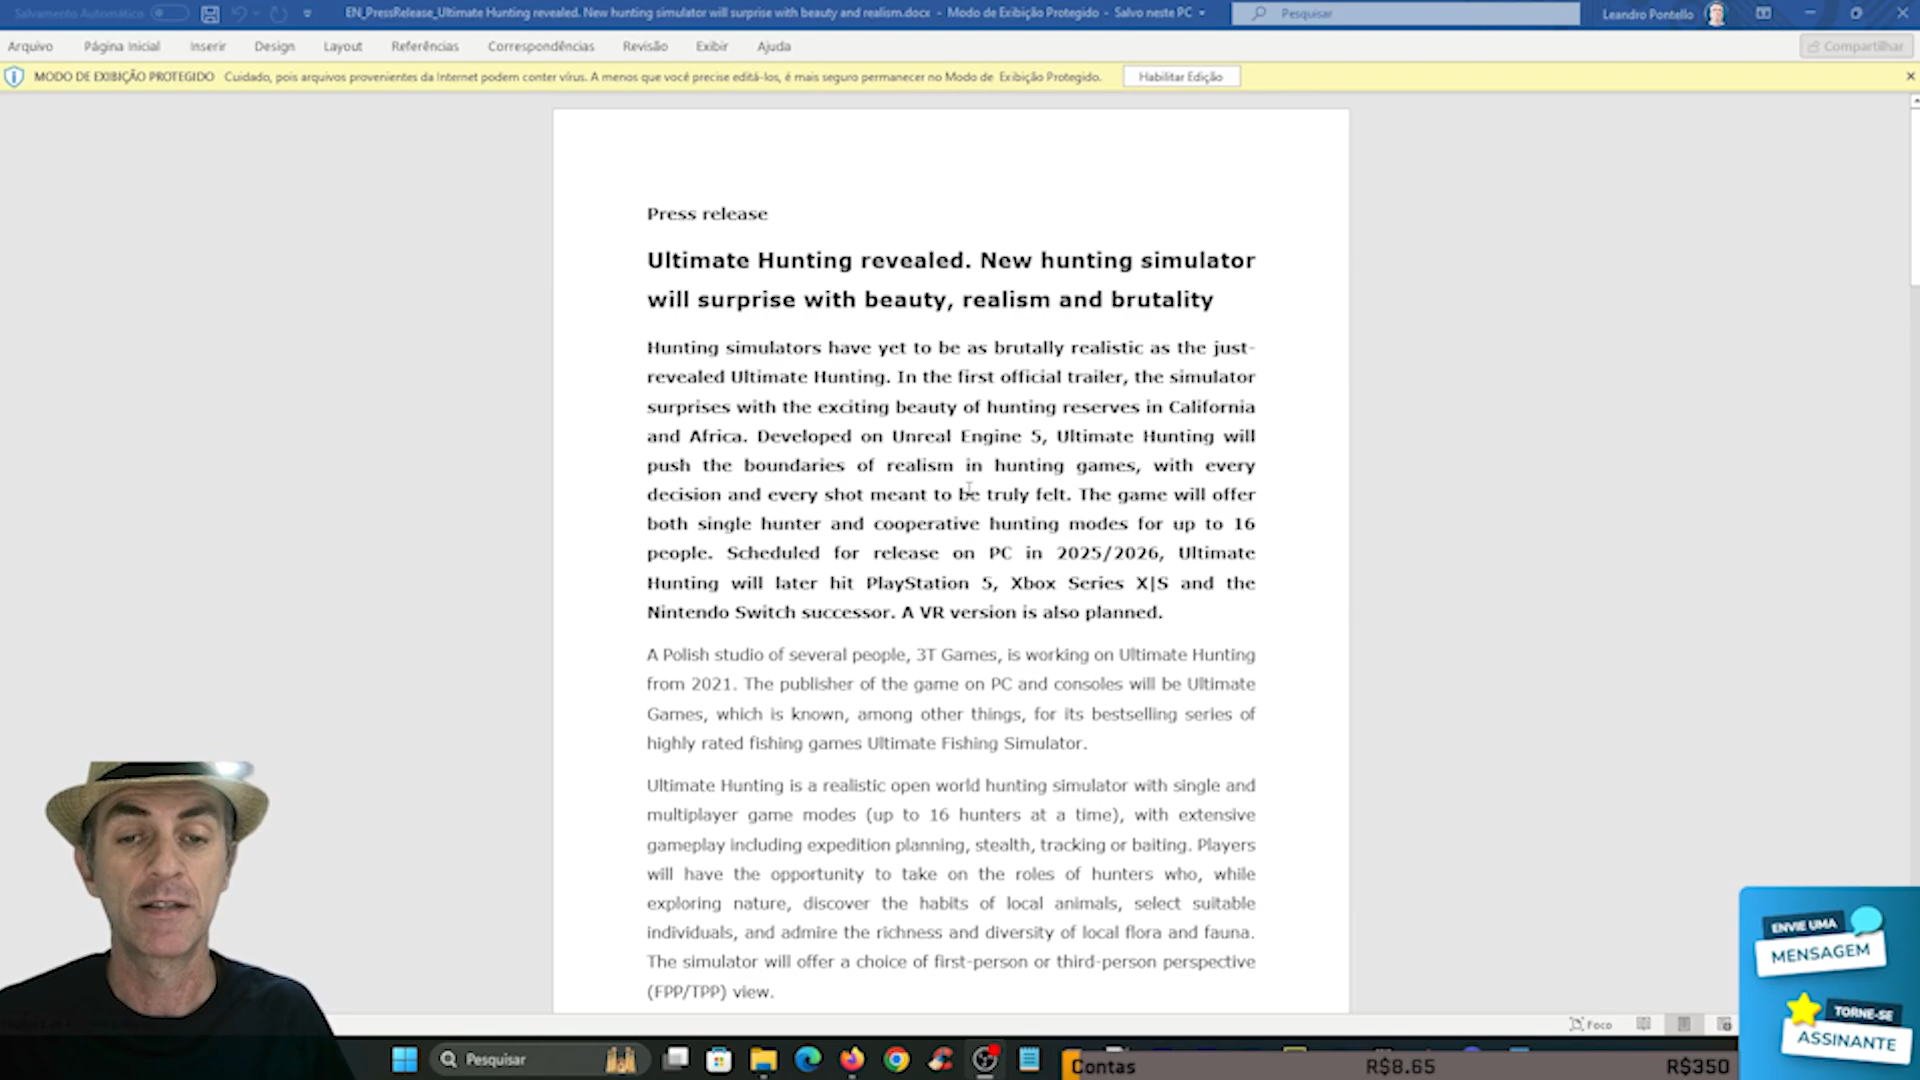 Salvamento Automático
EN_PressRelease_Ultimate Hunting revealed. New hunting simulator will surprise with beauty and realism.docx - Modo de Exibição Protegido - Salvo neste PC
Pesquisar
Leandro Pontello
Arquivo
Página Inicial
Inserir
Design
Layout
Referências
Correspondências
Revisão
Exibir
Ajuda
Compartilhar
MODO DE EXIBIÇÃO PROTEGIDO Cuidado, pois arquivos provenientes da Internet podem conter vírus. A menos que você precise editá-los, é mais seguro permanecer no Modo de Exibição Protegido.
Habilitar Edição
Press release
Ultimate Hunting revealed. New hunting simulator
will surprise with beauty, realism and brutality
Hunting simulators have yet to be as brutally realistic as the just-
revealed Ultimate Hunting. In the first official trailer, the simulator
surprises with the exciting beauty of hunting reserves in California
and Africa. Developed on Unreal Engine 5, Ultimate Hunting will
push the boundaries of realism in hunting games, with every
decision and every shot meant to be truly felt. The game will offer
both single hunter and cooperative hunting modes for up to 16
people. Scheduled for release on PC in 2025/2026, Ultimate
Hunting will later hit PlayStation 5, Xbox Series X|S and the
Nintendo Switch successor. A VR version is also planned.
A Polish studio of several people, 3T Games, is working on Ultimate Hunting
from 2021. The publisher of the game on PC and consoles will be Ultimate
Games, which is known, among other things, for its bestselling series of
highly rated fishing games Ultimate Fishing Simulator.
Ultimate Hunting is a realistic open world hunting simulator with single and
multiplayer game modes (up to 16 hunters at a time), with extensive
gameplay including expedition planning, stealth, tracking or baiting. Players
will have the opportunity to take on the roles of hunters who, while
exploring nature, discover the habits of local animals, select suitable
individuals, and admire the richness and diversity of local flora and fauna.
The simulator will offer a choice of first-person or third-person perspective
(FPP/TPP) view.
ENVIE UMA
MENSAGEM
TORNE-SE
ASSINANTE
Foco
Pesquisar
Contas
R$8.65
R$350